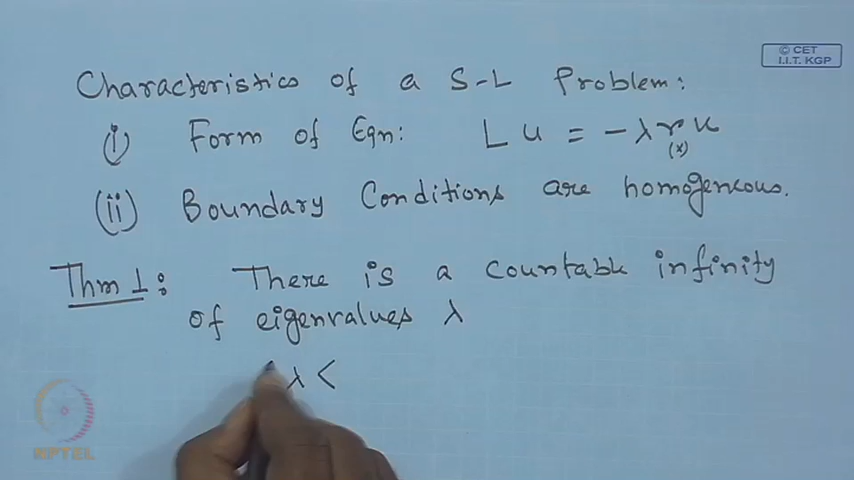 © CET
I.I.T. KGP
Characteristics of a S-L Problem:
(i) Form of Eqn: L u = - λ r u
(x)
(ii) Boundary Conditions are homogeneous.
Thm 1: There is a countable infinity
of eigenvalues λ
λ <
NPTEL